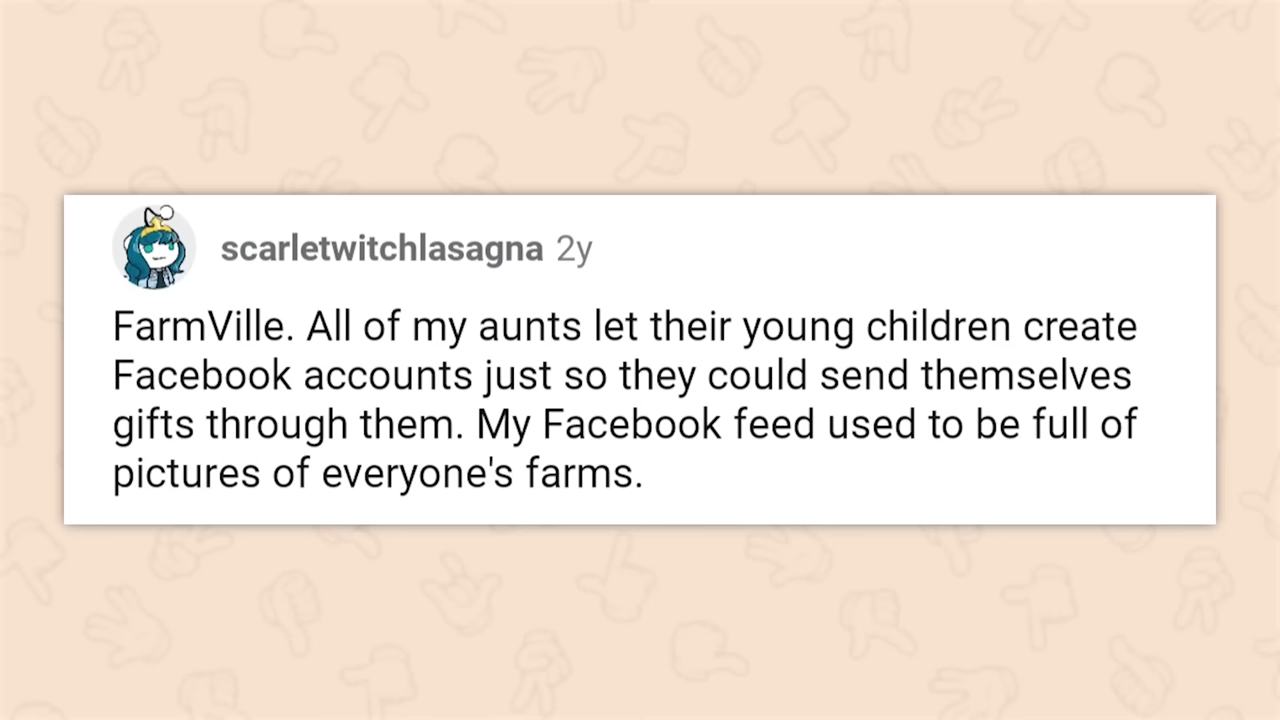 scarletwitchlasagna 2y
FarmVille. All of my aunts let their young children create
Facebook accounts just so they could send themselves
gifts through them. My Facebook feed used to be full of
pictures of everyone's farms.